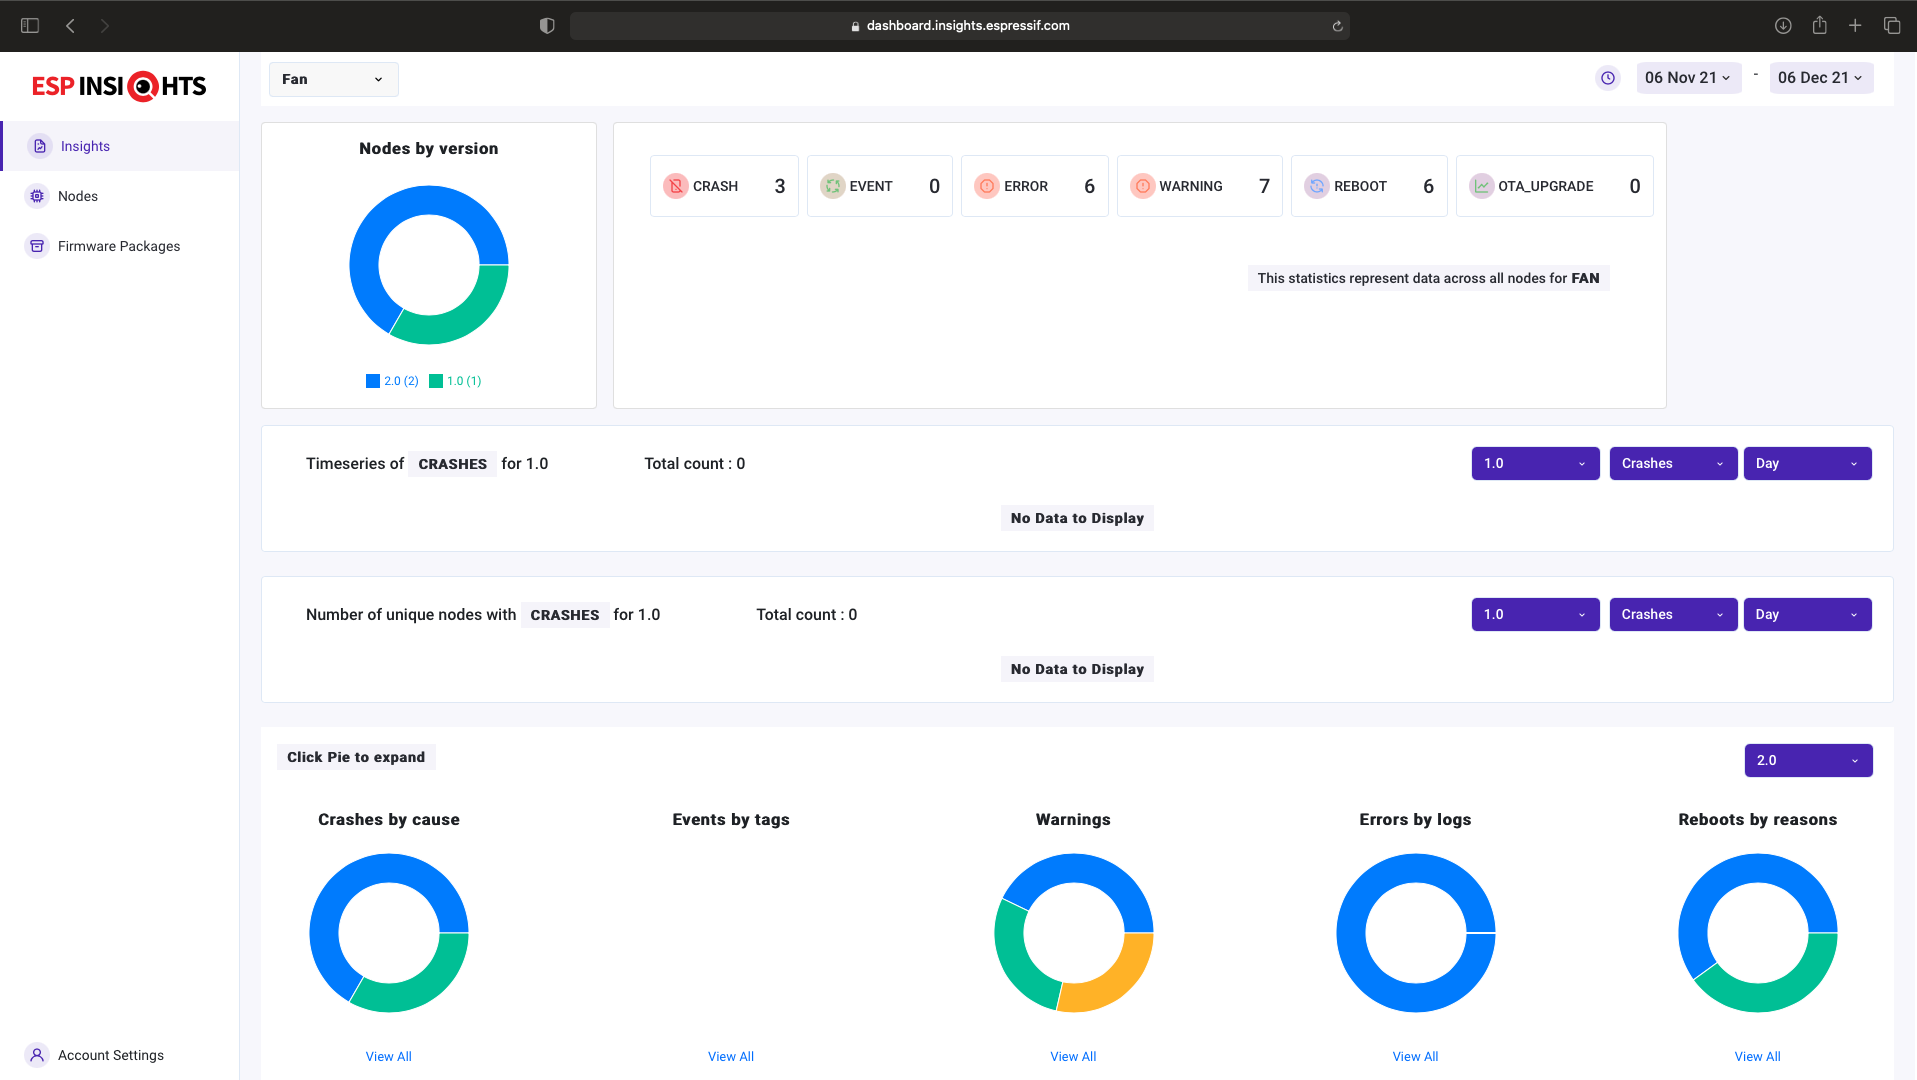 dashboard.insights.espressif.com
ESP INSIGHTS
Insights
Nodes
Firmware Packages
Account Settings
Fan
06 Nov 21 - 06 Dec 21
Nodes by version
2.0 (2) 1.0 (1)
CRASH 3
EVENT 0
ERROR 6
WARNING 7
REBOOT 6
OTA_UPGRADE 0
This statistics represent data across all nodes for FAN
Timeseries of CRASHES for 1.0 Total count : 0
1.0 Crashes Day
No Data to Display
Number of unique nodes with CRASHES for 1.0 Total count : 0
1.0 Crashes Day
No Data to Display
Click Pie to expand
2.0
Crashes by cause
View All
Events by tags
View All
Warnings
View All
Errors by logs
View All
Reboots by reasons
View All